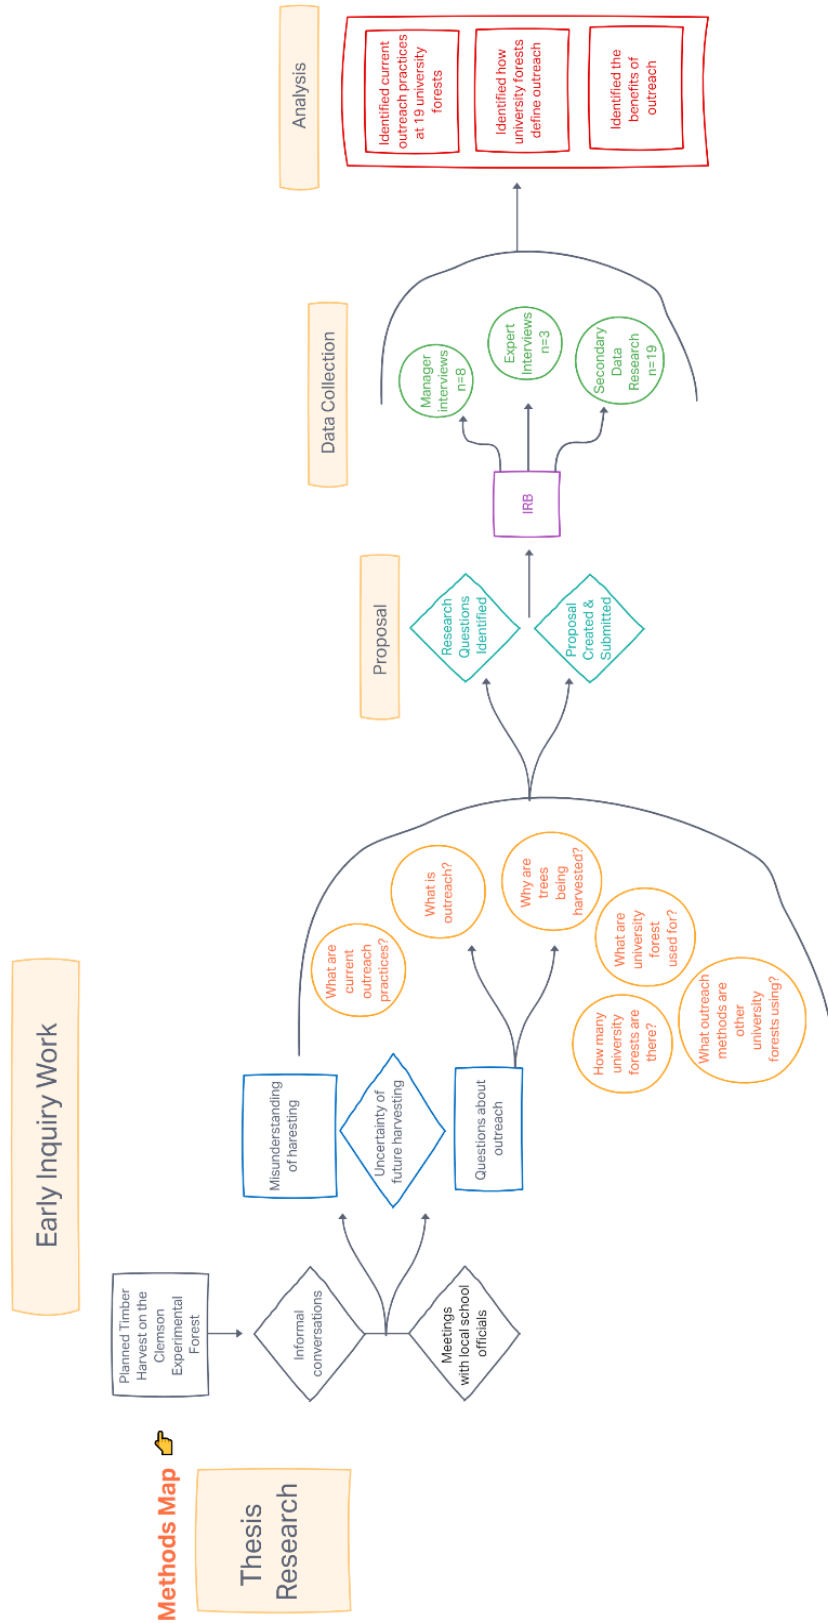 Methods Map 👉
Thesis
Research
Early Inquiry Work
Planned Timber
Harvest on the
Clemson
Experimental
Forest
Informal
conversations
Meetings
with local school
officials
Misunderstanding
of haresting
Uncertainty of
future harvesting
Questions about
outreach
What are
current
outreach
practices?
What is
outreach?
Why are
trees
being
harvested?
What are
university
forest
used for?
How many
university
forests are
there?
What outreach
methods are
other
university
forests using?
Proposal
Research
Questions
Identified
Proposal
Created &
Submitted
IRB
Data Collection
Manager
interviews
n=8
Expert
Interviews
n=3
Secondary
Data
Research
n=19
Analysis
Identified current
outreach practices
at 19 university
forests
Identified how
university forests
define outreach
Identified the
benefits of
outreach